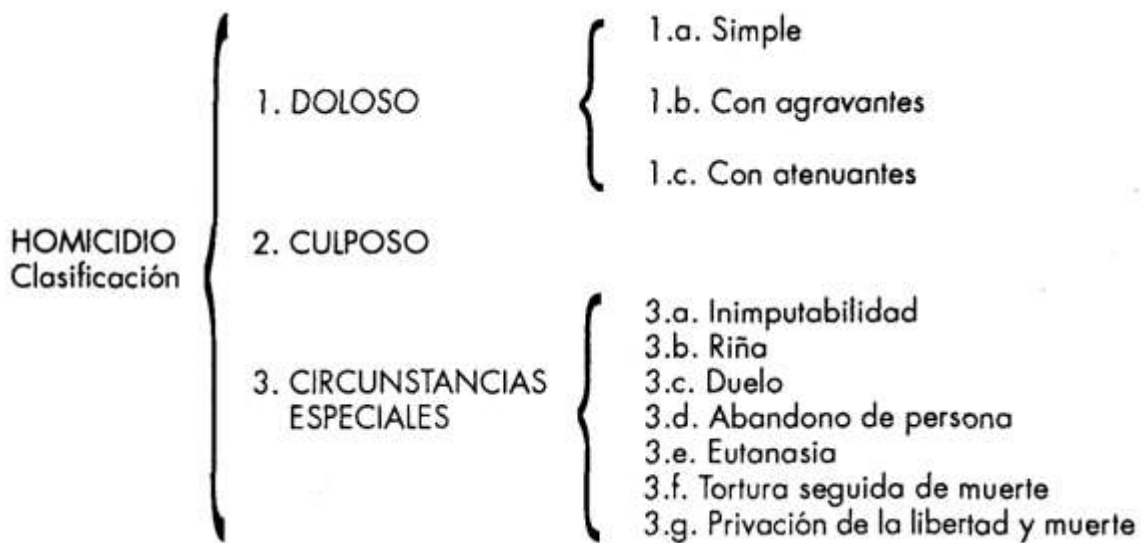 HOMICIDIO
Clasificación
1. DOLOSO
1.a. Simple
1.b. Con agravantes
1.c. Con atenuantes
2. CULPOSO
3. CIRCUNSTANCIAS
ESPECIALES
3.a. Inimputabilidad
3.b. Riña
3.c. Duelo
3.d. Abandono de persona
3.e. Eutanasia
3.f. Tortura seguida de muerte
3.g. Privación de la libertad y muerte